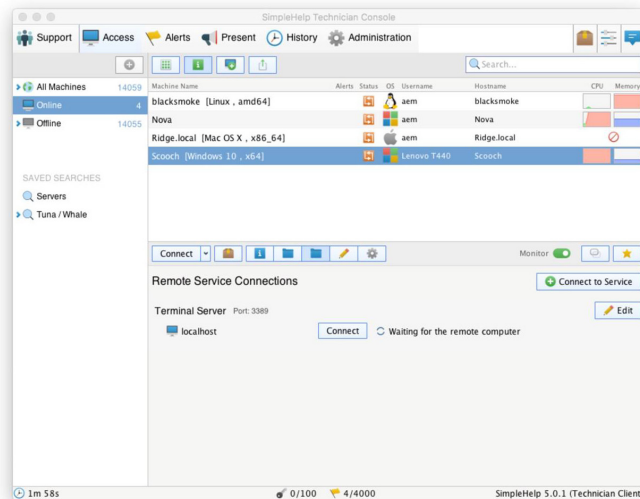 SimpleHelp Technician Console
Support Access Alerts Present History Administration
Search...
All Machines 14059
Online 4
Offline 14055
SAVED SEARCHES
Servers
Tuna / Whale
Machine Name Alerts Status OS Username Hostname CPU Memory
blacksmoke [Linux , amd64] aem blacksmoke
Nova aem Nova
Ridge.local [Mac OS X , x86_64] aem Ridge.local
Scooch [Windows 10 , x64] Lenovo T440 Scooch
Connect Monitor
Remote Service Connections Connect to Service
Terminal Server Port: 3389 Edit
localhost Connect Waiting for the remote computer
1m 58s 0/100 4/4000 SimpleHelp 5.0.1 (Technician Client